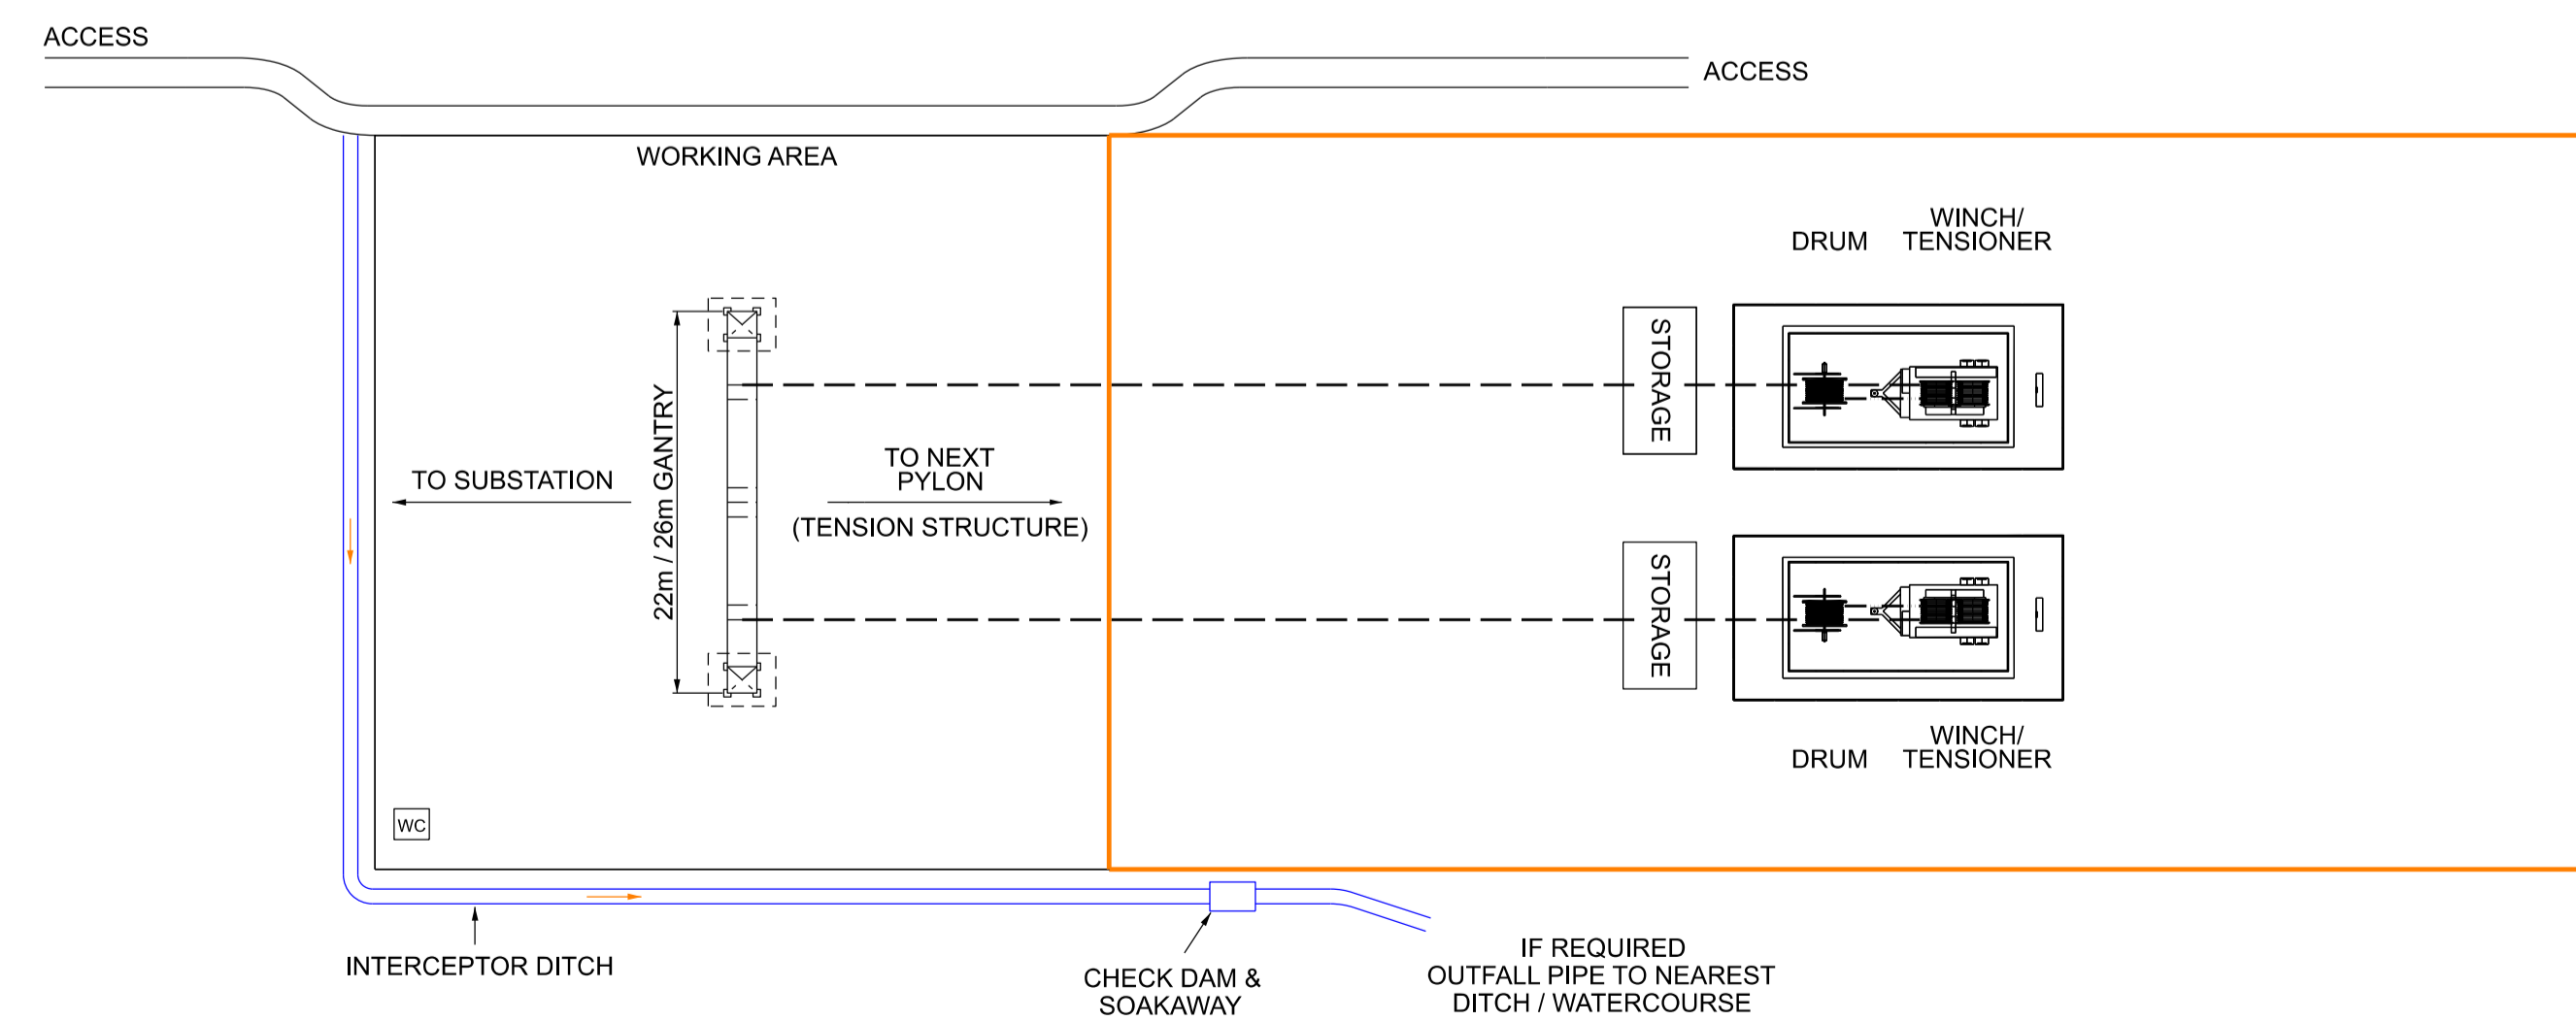 ACCESS
ACCESS
WORKING AREA
WINCH/
DRUM TENSIONER
STORAGE
22m / 26m GANTRY
TO SUBSTATION
TO NEXT
PYLON
(TENSION STRUCTURE)
STORAGE
WINCH/
DRUM TENSIONER
WC
INTERCEPTOR DITCH
CHECK DAM &
SOAKAWAY
IF REQUIRED
OUTFALL PIPE TO NEAREST
DITCH / WATERCOURSE